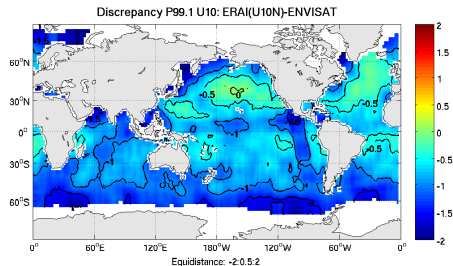 Discrepancy P99.1 U10: ERAI(U10N)-ENVISAT
60°N
30°N
0°
30°S
60°S
0°
60°E
120°E
180°W
120°W
60°W
0°
2
1.5
1
0.5
0
-0.5
-1
-1.5
-2
-0.5
0
-0.5
-0.5
-1
-1
-1
Equidistance: -2:0.5:2